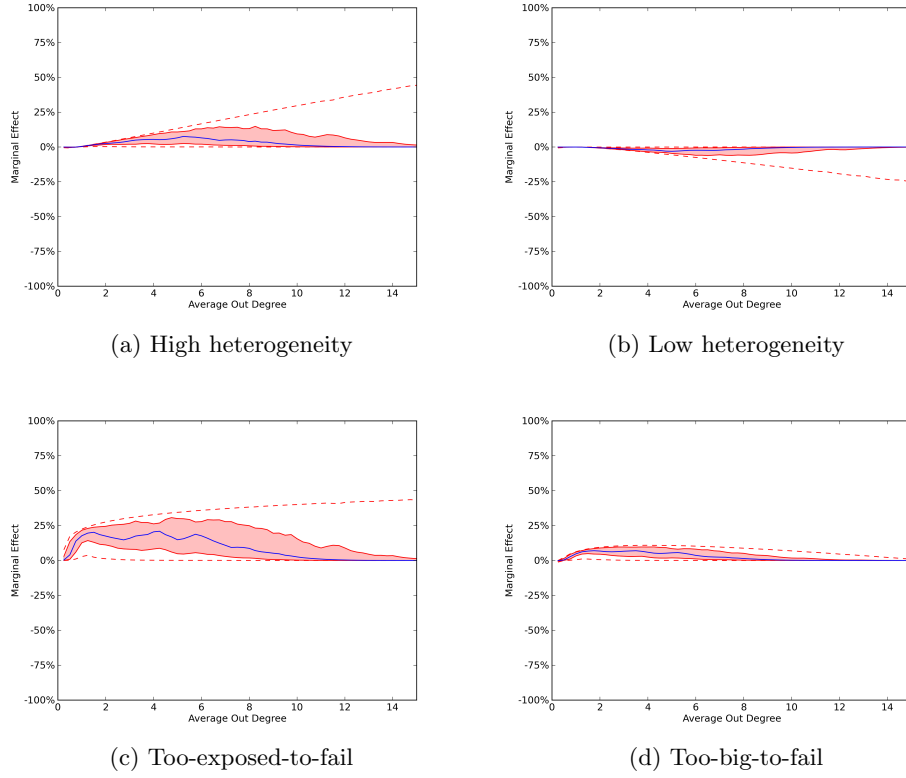 100%
75%
50%
25%
0%
-25%
-50%
-75%
-100%
Marginal Effect
0 2 4 6 8 10 12 14
Average Out Degree
(a) High heterogeneity
100%
75%
50%
25%
0%
-25%
-50%
-75%
-100%
Marginal Effect
0 2 4 6 8 10 12 14
Average Out Degree
(b) Low heterogeneity
100%
75%
50%
25%
0%
-25%
-50%
-75%
-100%
Marginal Effect
0 2 4 6 8 10 12 14
Average Out Degree
(c) Too-exposed-to-fail
100%
75%
50%
25%
0%
-25%
-50%
-75%
-100%
Marginal Effect
0 2 4 6 8 10 12 14
Average Out Degree
(d) Too-big-to-fail